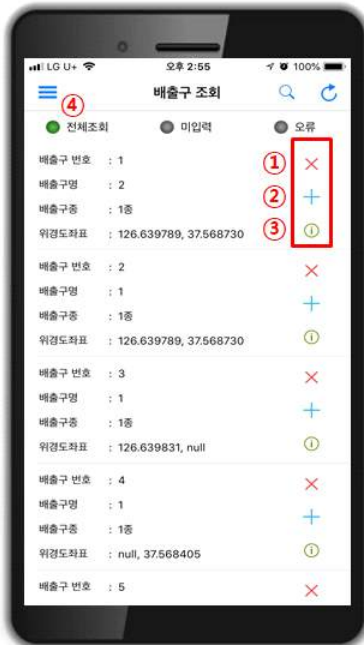 LG U+ 오후 2:55 100%
배출구 조회
④
전체조회 미입력 오류
배출구 번호 : 1
①
배출구명 : 2
②
배출구종 : 1종
③
위경도좌표 : 126.639789, 37.568730
배출구 번호 : 2
배출구명 : 1
배출구종 : 1종
위경도좌표 : 126.639789, 37.568730
배출구 번호 : 3
배출구명 : 1
배출구종 : 1종
위경도좌표 : 126.639831, null
배출구 번호 : 4
배출구명 : 1
배출구종 : 1종
위경도좌표 : null, 37.568405
배출구 번호 : 5